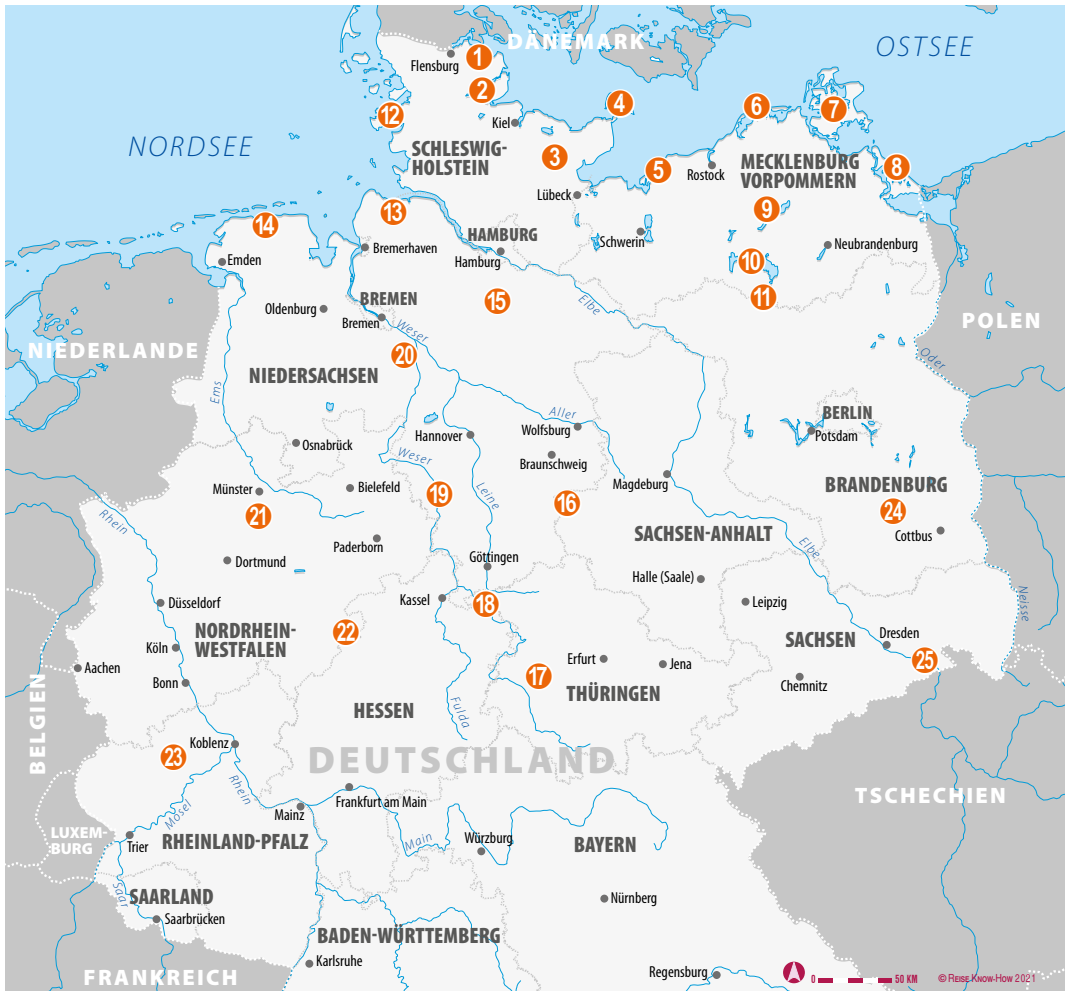 DÄNEMARK
OSTSEE
Flensburg
1
2
4
6
7
12
Kiel
NORDSEE
SCHLESWIG-
HOLSTEIN
3
5
Rostock
MECKLENBURG
VORPOMMERN
8
Lübeck
13
9
14
HAMBURG
Schwerin
Neubrandenburg
Bremerhaven
Hamburg
Emden
10
11
15
Elbe
BREMEN
Oldenburg
Bremen
Weser
POLEN
NIEDERLANDE
20
Oder
NIEDERSACHSEN
Ems
Aller
BERLIN
Potsdam
Wolfsburg
Hannover
Osnabrück
Weser
Braunschweig
Magdeburg
BRANDENBURG
Münster
Bielefeld
19
Leine
16
24
21
Rhein
Cottbus
SACHSEN-ANHALT
Elbe
Paderborn
Dortmund
Göttingen
Halle (Saale)
Kassel
18
Leipzig
Düsseldorf
Neisse
22
NORDRHEIN-
WESTFALEN
SACHSEN
Dresden
Köln
25
Aachen
Erfurt
Jena
17
Bonn
THÜRINGEN
Chemnitz
BELGIEN
HESSEN
Fulda
Koblenz
23
DEUTSCHLAND
Rhein
TSCHECHIEN
Mosel
Mainz
Frankfurt am Main
LUXEM-
BURG
Trier
RHEINLAND-PFALZ
Main
Würzburg
BAYERN
Saar
SAARLAND
Nürnberg
Saarbrücken
BADEN-WÜRTTEMBERG
Karlsruhe
FRANKREICH
Regensburg
0
50 KM
© REISE KNOW-HOW 2021